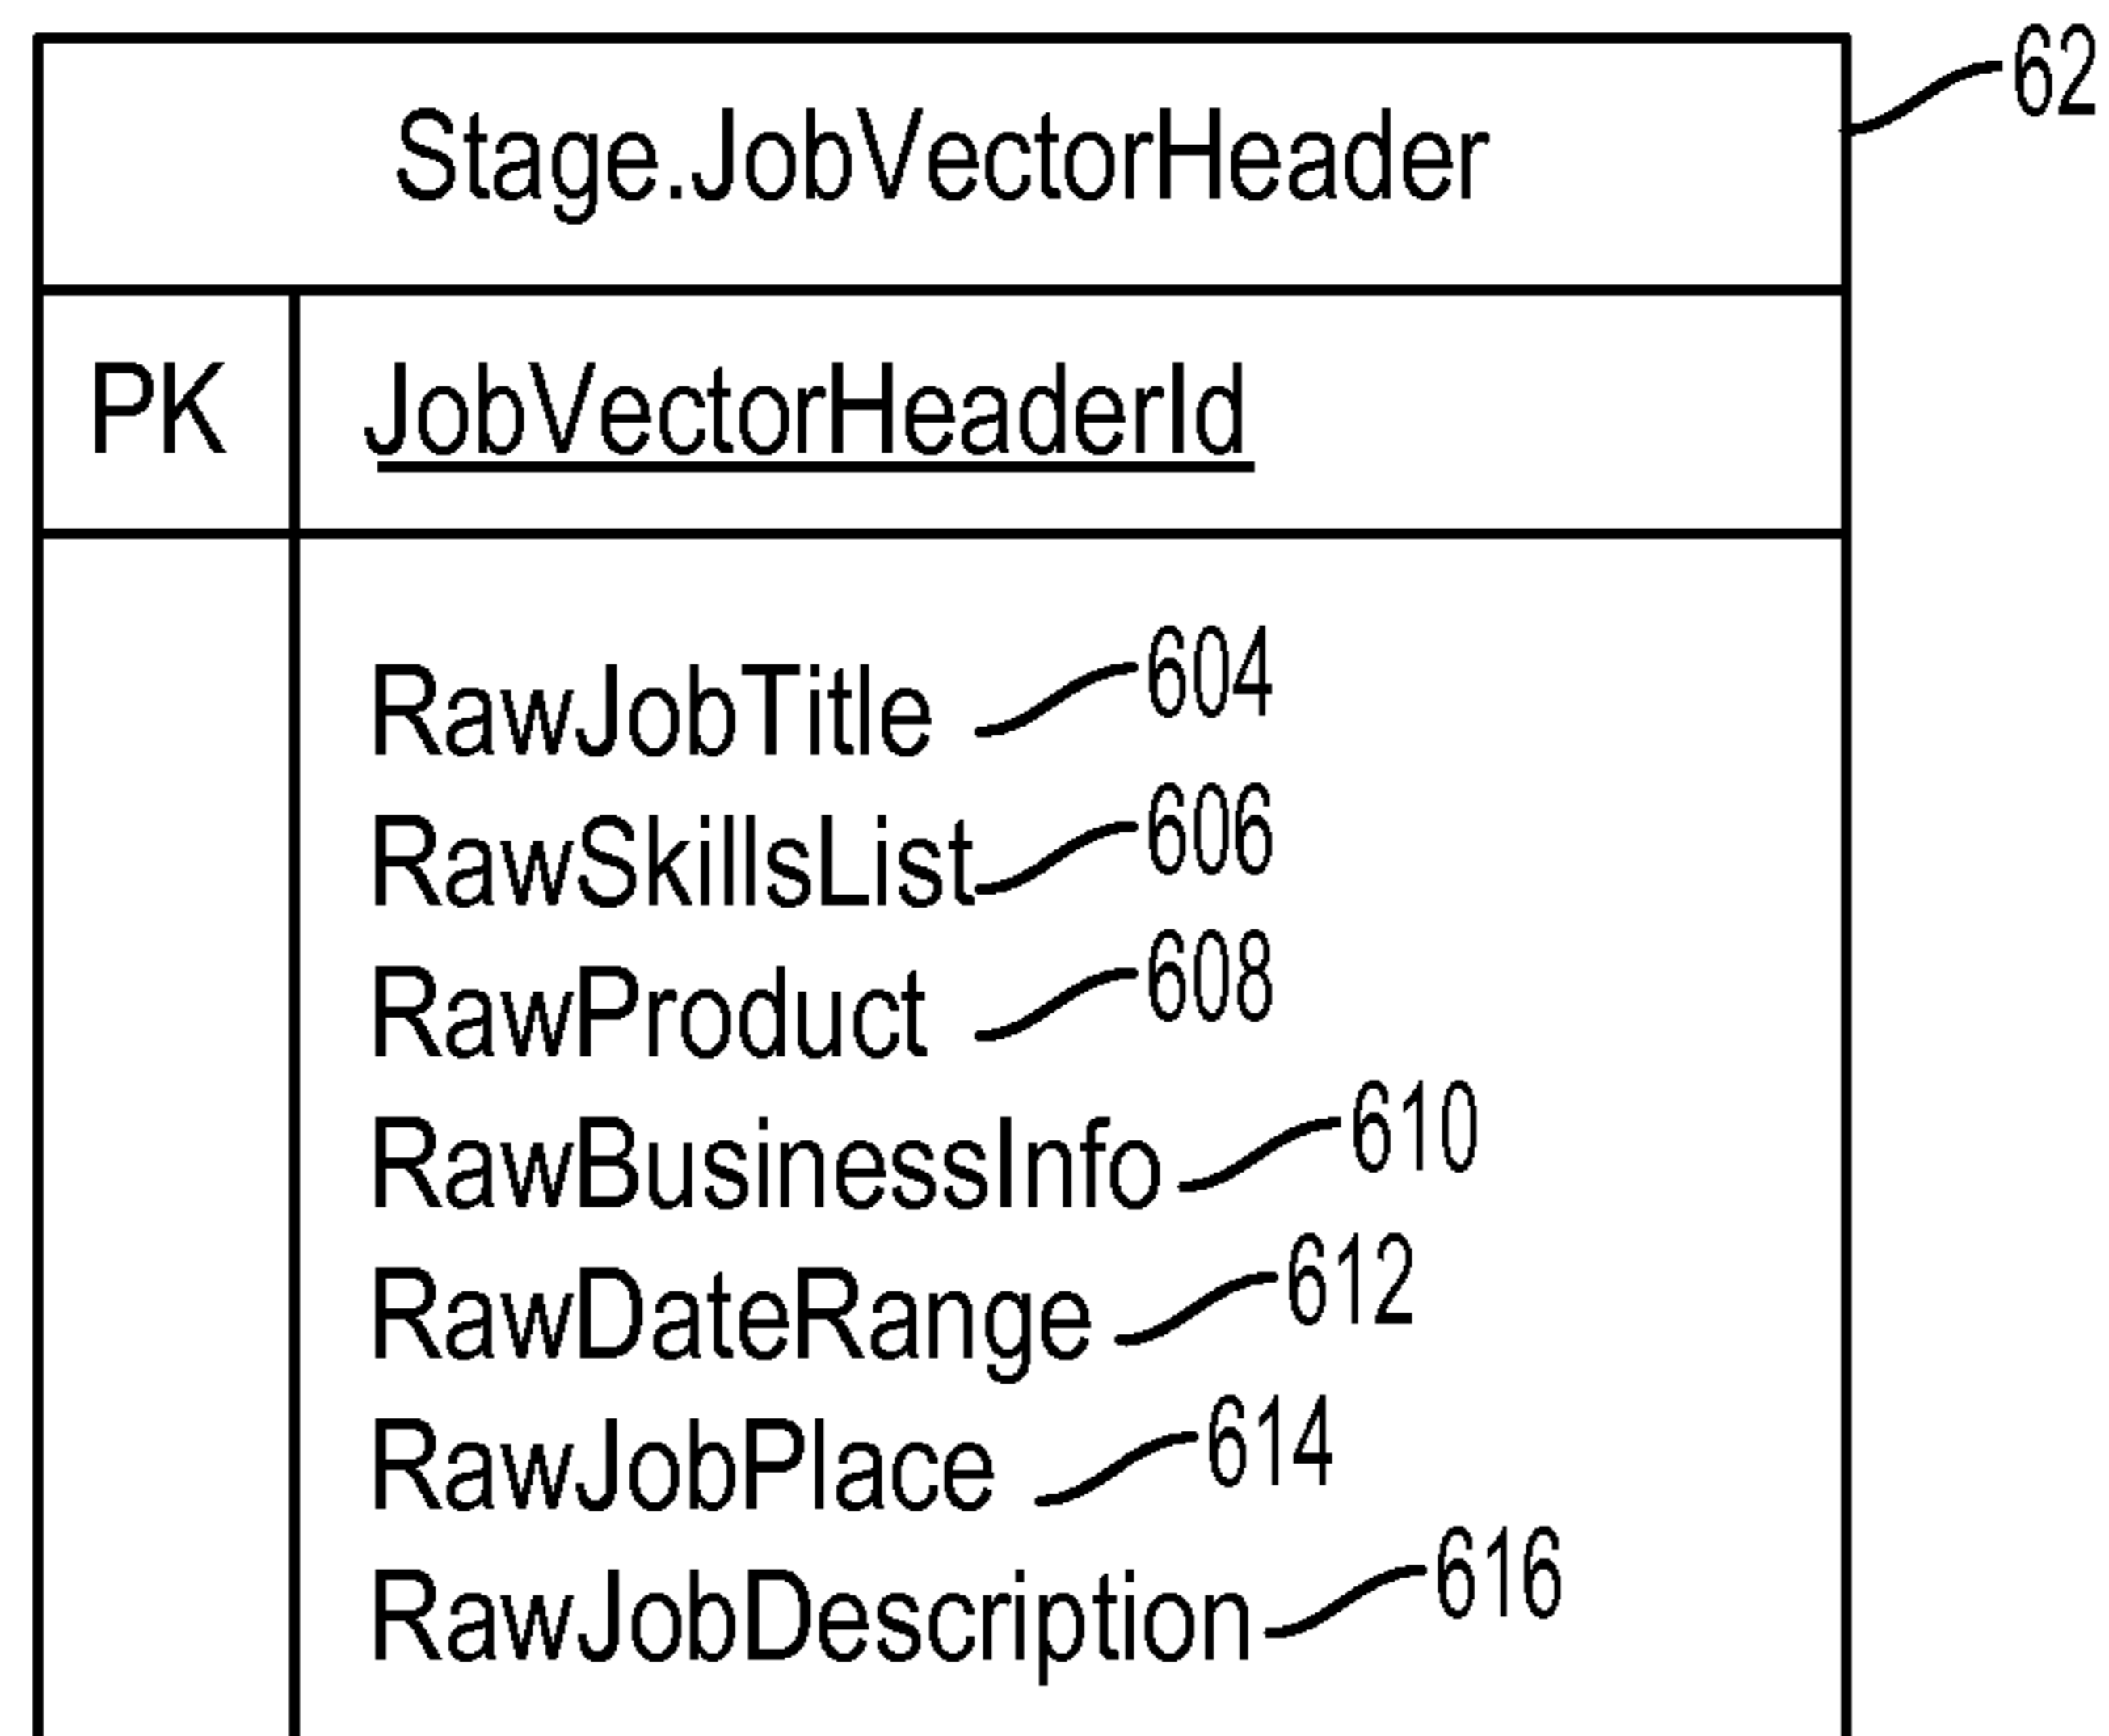 Stage.JobVectorHeader 62
PK JobVectorHeaderId
RawJobTitle 604
RawSkillsList 606
RawProduct 608
RawBusinessInfo 610
RawDateRange 612
RawJobPlace 614
RawJobDescription 616